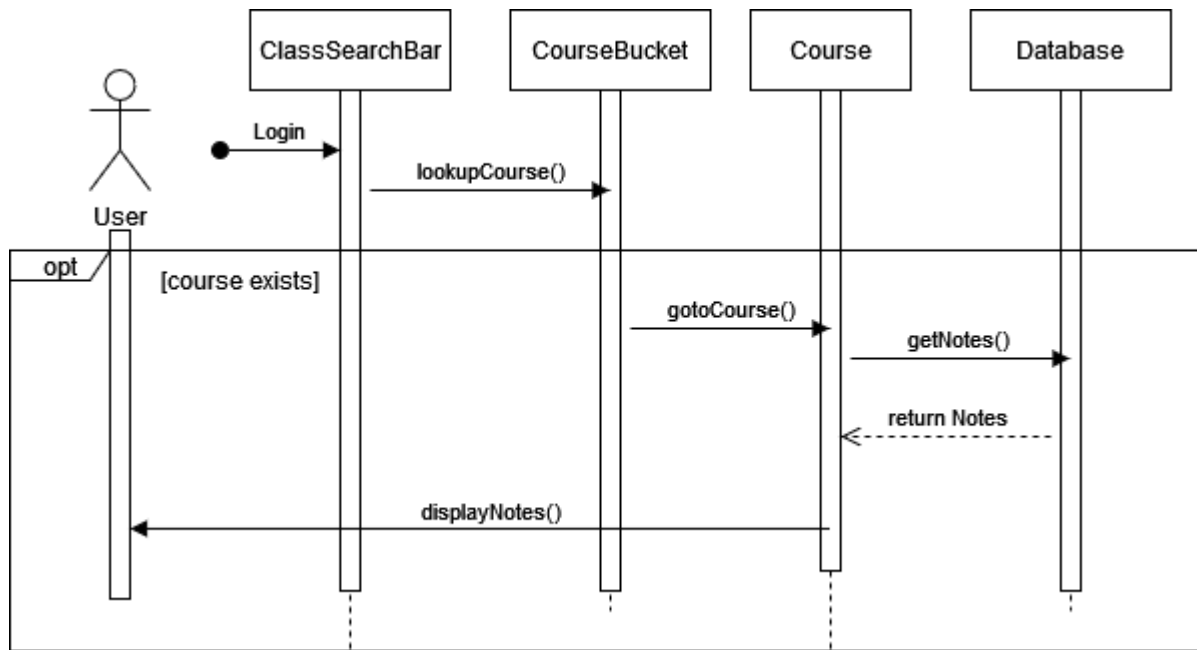 ClassSearchBar
CourseBucket
Course
Database
Login
lookupCourse()
User
opt
[course exists]
gotoCourse()
getNotes()
return Notes
displayNotes()